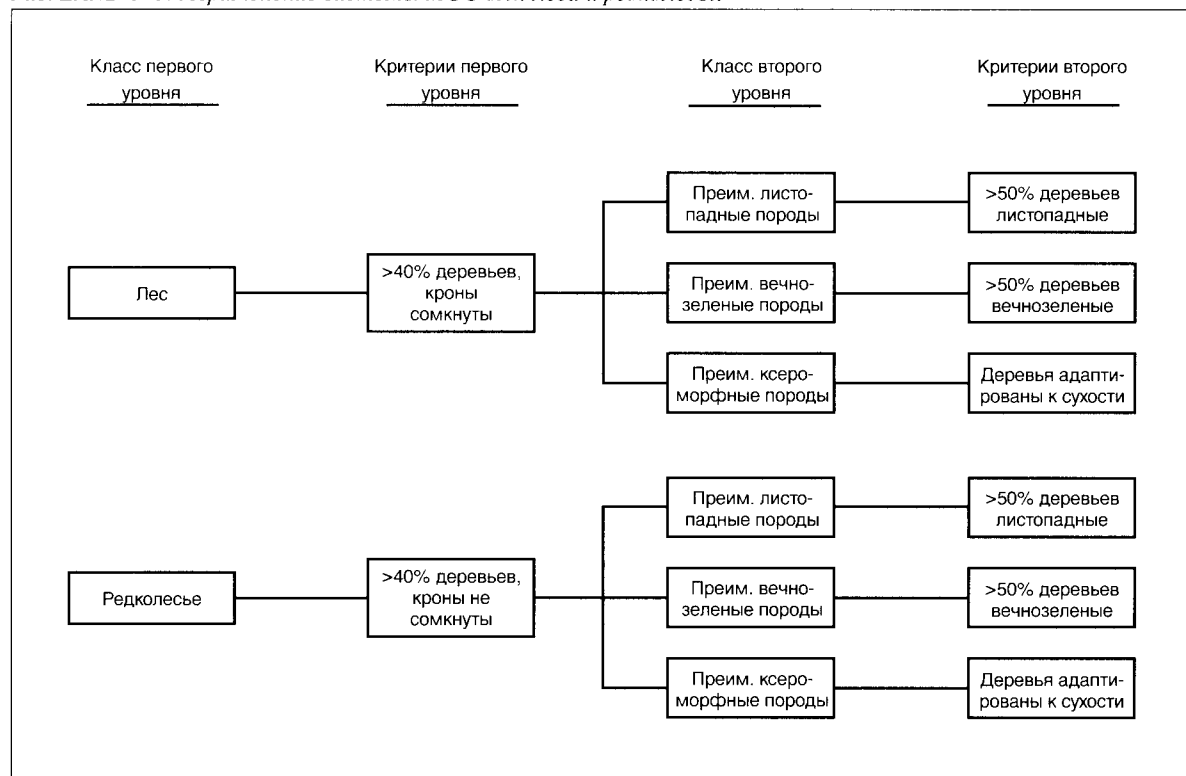 Класс первого
уровня
Критерии первого
уровня
Класс второго
уровня
Критерии второго
уровня
Лес
>40% деревьев,
кроны
сомкнуты
Преим. листо-
падные породы
>50% деревьев
листопадные
Преим. вечно-
зеленые породы
>50% деревьев
вечнозеленые
Преим. ксеро-
морфные породы
Деревья адапти-
рованы к сухости
Редколесье
>40% деревьев,
кроны не
сомкнуты
Преим. листо-
падные породы
>50% деревьев
листопадные
Преим. вечно-
зеленые породы
>50% деревьев
вечнозеленые
Преим. ксеро-
морфные породы
Деревья адапти-
рованы к сухости